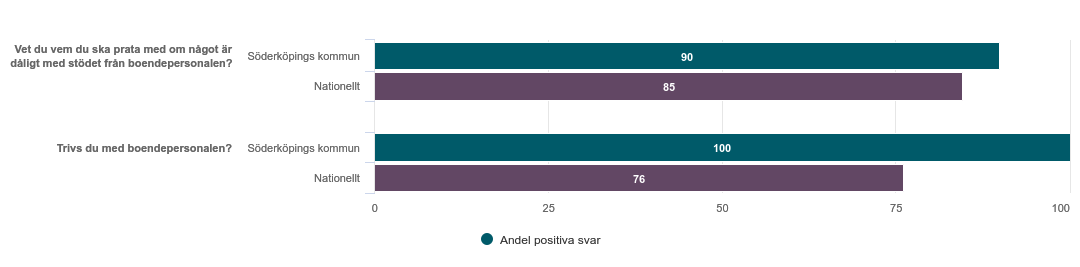 Vet du vem du ska prata med om något är
dåligt med stödet från boendepersonalen?
Söderköpings kommun
90
Nationellt
85
Trivs du med boendepersonalen?
Söderköpings kommun
100
Nationellt
76
0
25
50
75
100
Andel positiva svar